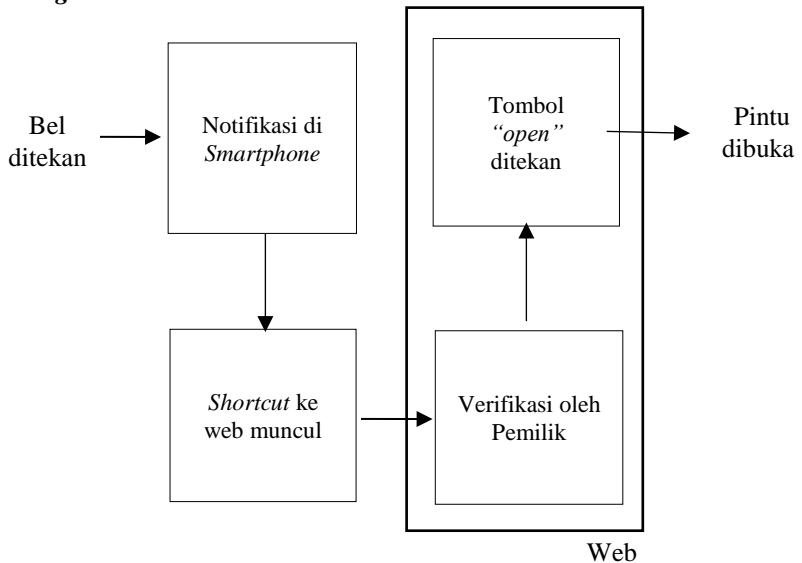 Bel
ditekan
Notifikasi di
Smartphone
Shortcut ke
web muncul
Verifikasi oleh
Pemilik
Tombol
“open”
ditekan
Pintu
dibuka
Web